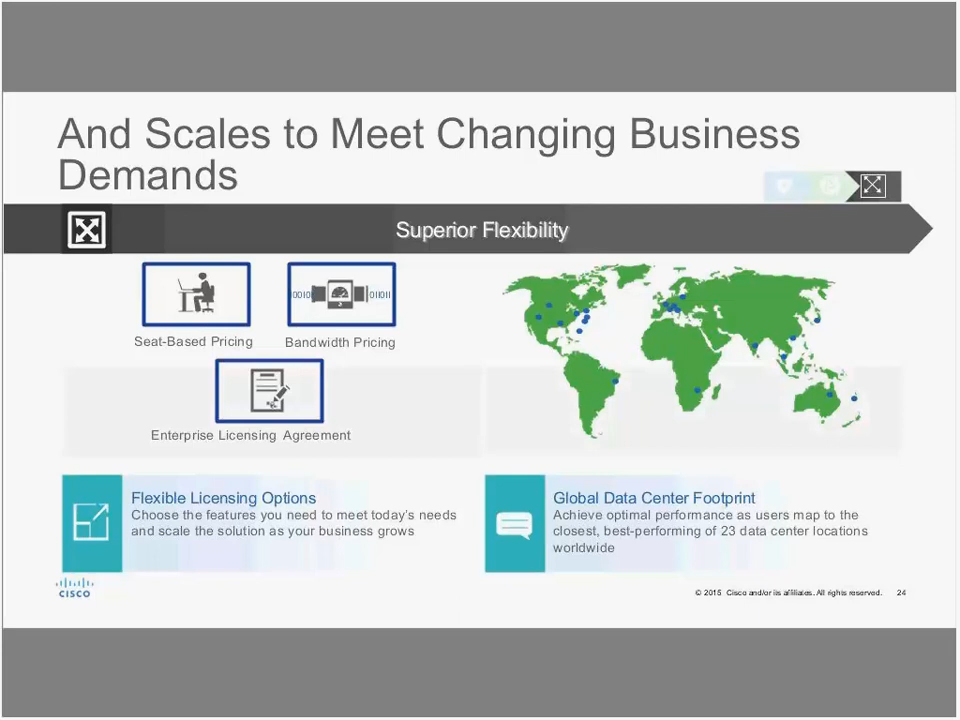 And Scales to Meet Changing Business
Demands
Superior Flexibility
Seat-Based Pricing
Bandwidth Pricing
Enterprise Licensing Agreement
Flexible Licensing Options
Choose the features you need to meet today's needs
and scale the solution as your business grows
Global Data Center Footprint
Achieve optimal performance as users map to the
closest, best-performing of 23 data center locations
worldwide
CISCO
© 2015 Cisco and/or its affiliates. All rights reserved. 24